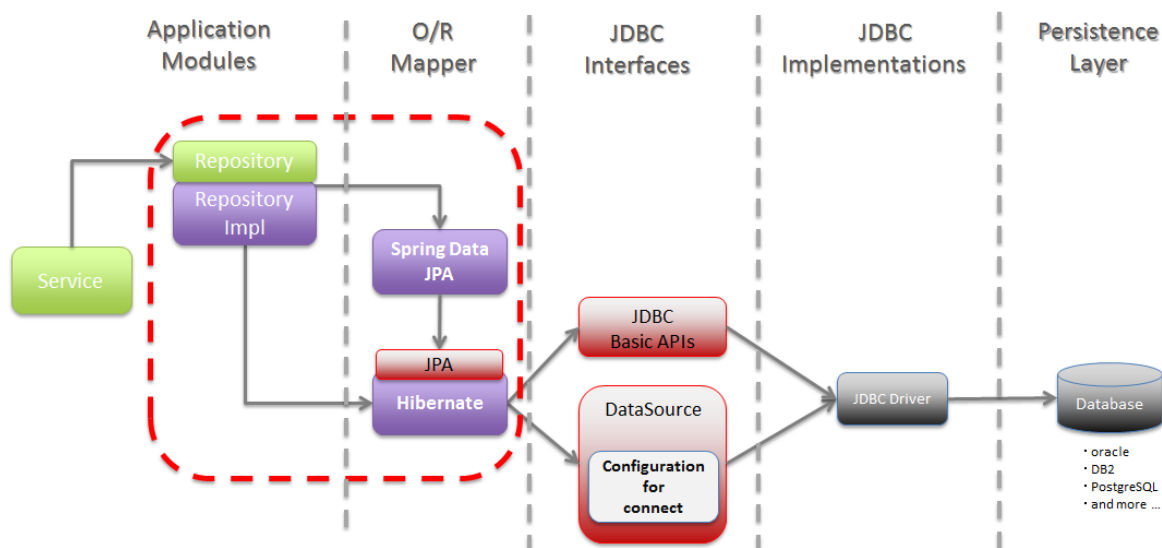 Application
Modules
O/R
Mapper
JDBC
Interfaces
JDBC
Implementations
Persistence
Layer
Repository
Repository
Impl
Service
Spring Data
JPA
JPA
Hibernate
JDBC
Basic APIs
DataSource
Configuration
for
connect
JDBC Driver
Database
・oracle
・DB2
・PostgreSQL
・and more ...